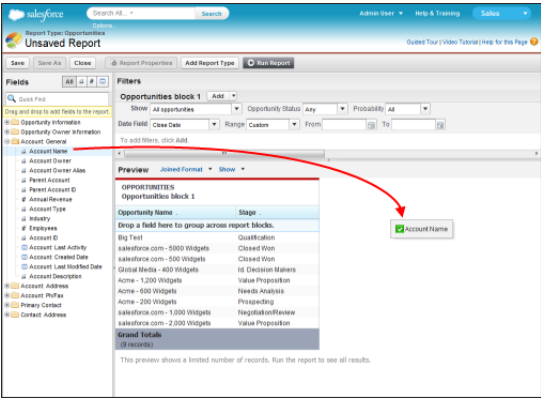 salesforce
Search All...
Search
Options...
Admin User
Help & Training
Sales
Report Type: Opportunities
Unsaved Report
Guided Tour | Video Tutorial | Help for this Page
Save
Save As
Close
Report Properties
Add Report Type
Run Report
Fields
All
a
#
Quick Find
Drag and drop to add fields to the report.
Opportunity Information
Opportunity Owner Information
Account: General
Account Name
Account Owner
Account Owner Alias
Parent Account
Parent Account ID
Annual Revenue
Account Type
Industry
Employees
Account ID
Account: Last Activity
Account: Created Date
Account: Last Modified Date
Account Description
Account: Address
Account: Ph/Fax
Primary Contact
Contact: Address
Filters
Opportunities block 1 Add
Show All opportunities Opportunity Status Any Probability All
Date Field Close Date Range Custom From To
To add filters, click Add.
Preview Joined Format Show
OPPORTUNITIES
Opportunities block 1
Opportunity Name Stage
Drop a field here to group across report blocks.
Big Test Qualification
salesforce.com - 5000 Widgets Closed Won
salesforce.com - 500 Widgets Closed Won
Global Media - 400 Widgets Id. Decision Makers
Acme - 1,200 Widgets Value Proposition
Acme - 600 Widgets Needs Analysis
Acme - 200 Widgets Prospecting
salesforce.com - 1,000 Widgets Negotiation/Review
salesforce.com - 2,000 Widgets Value Proposition
Grand Totals
(9 records)
This preview shows a limited number of records. Run the report to see all results.
Account Name